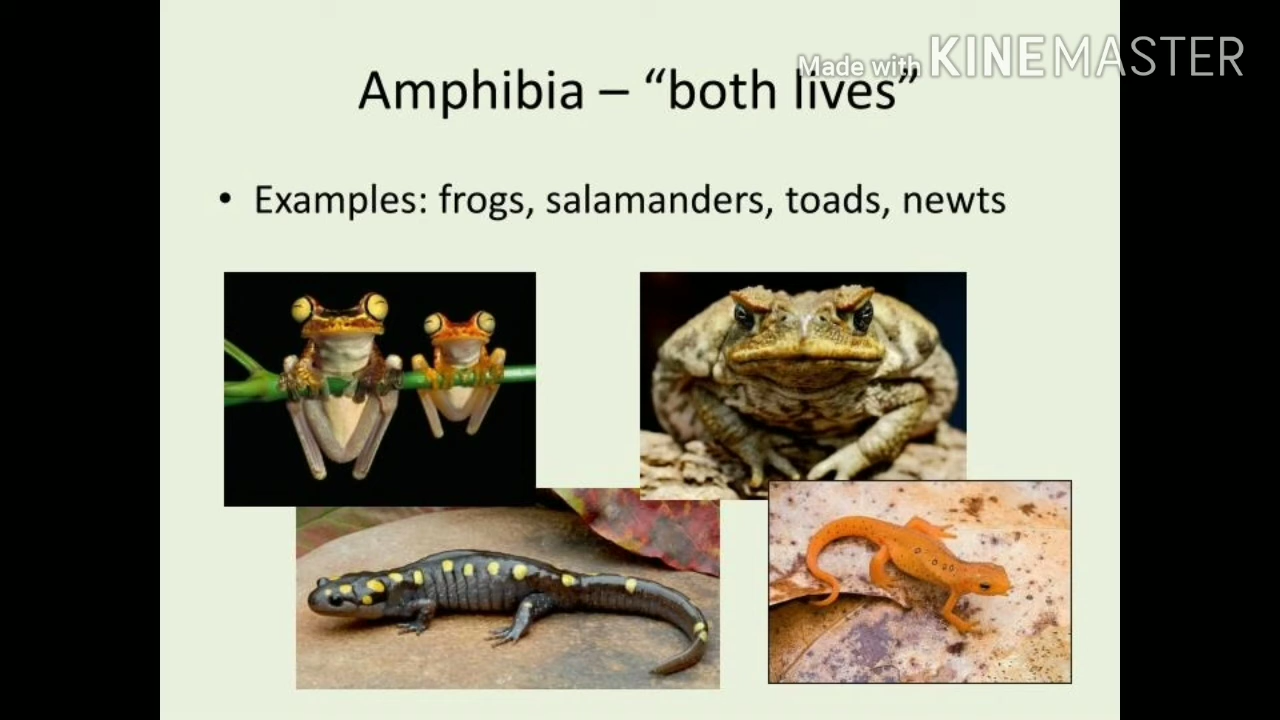 Made with KINEMASTER
Amphibia – “both lives”
• Examples: frogs, salamanders, toads, newts